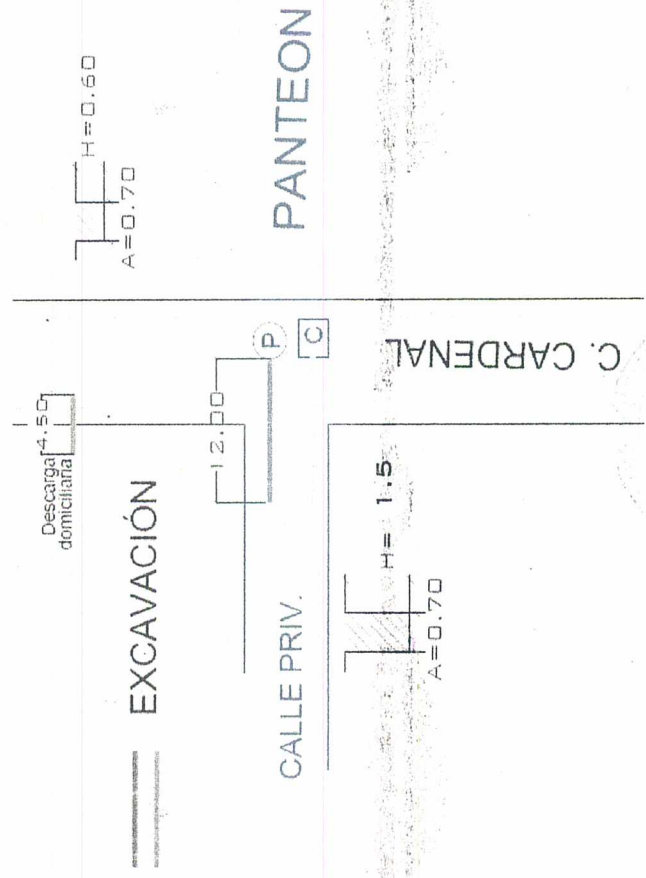 Descarga
domiciliaria
4.50
EXCAVACIÓN
H=0.60
A=0.70
12.00
PANTEON
P
C
CALLE PRIV.
C. CARDENAL
H= 1.5
A=0.70